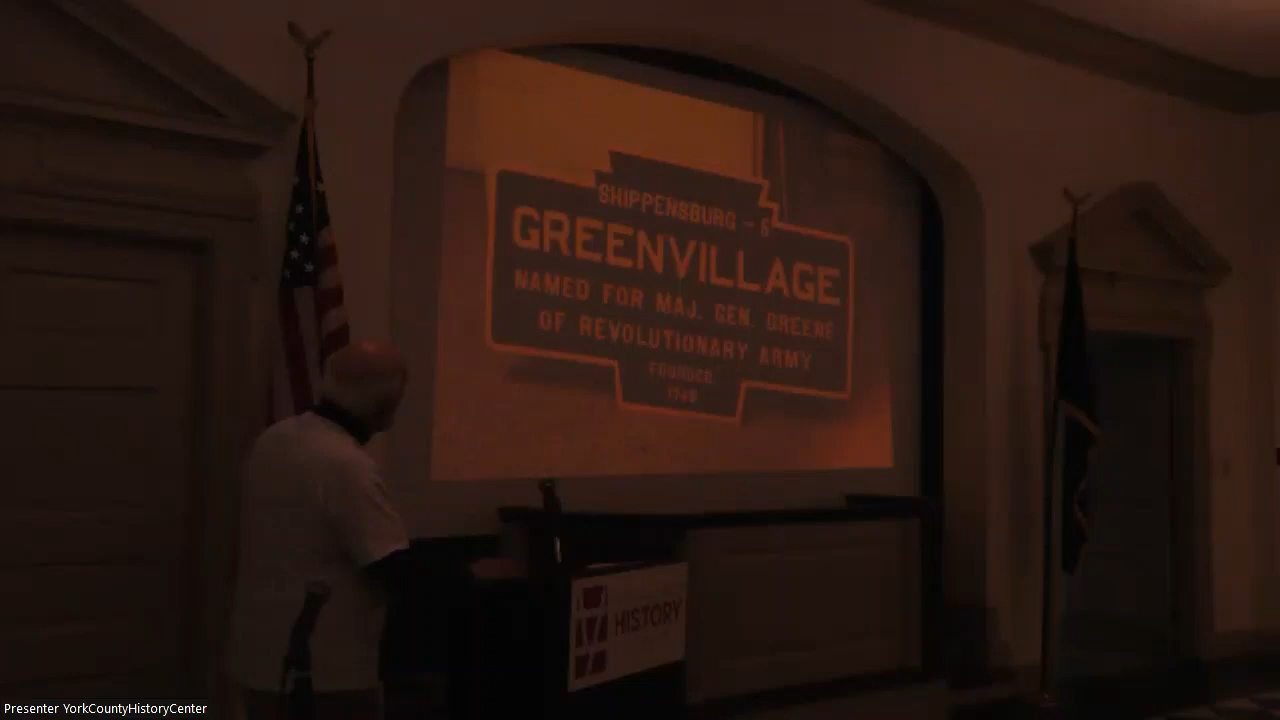 SHIPPENSBURG - 6
GREENVILLAGE
NAMED FOR MAJ. GEN. GREENE
OF REVOLUTIONARY ARMY
FOUNDED
HISTORY
Presenter YorkCountyHistoryCenter